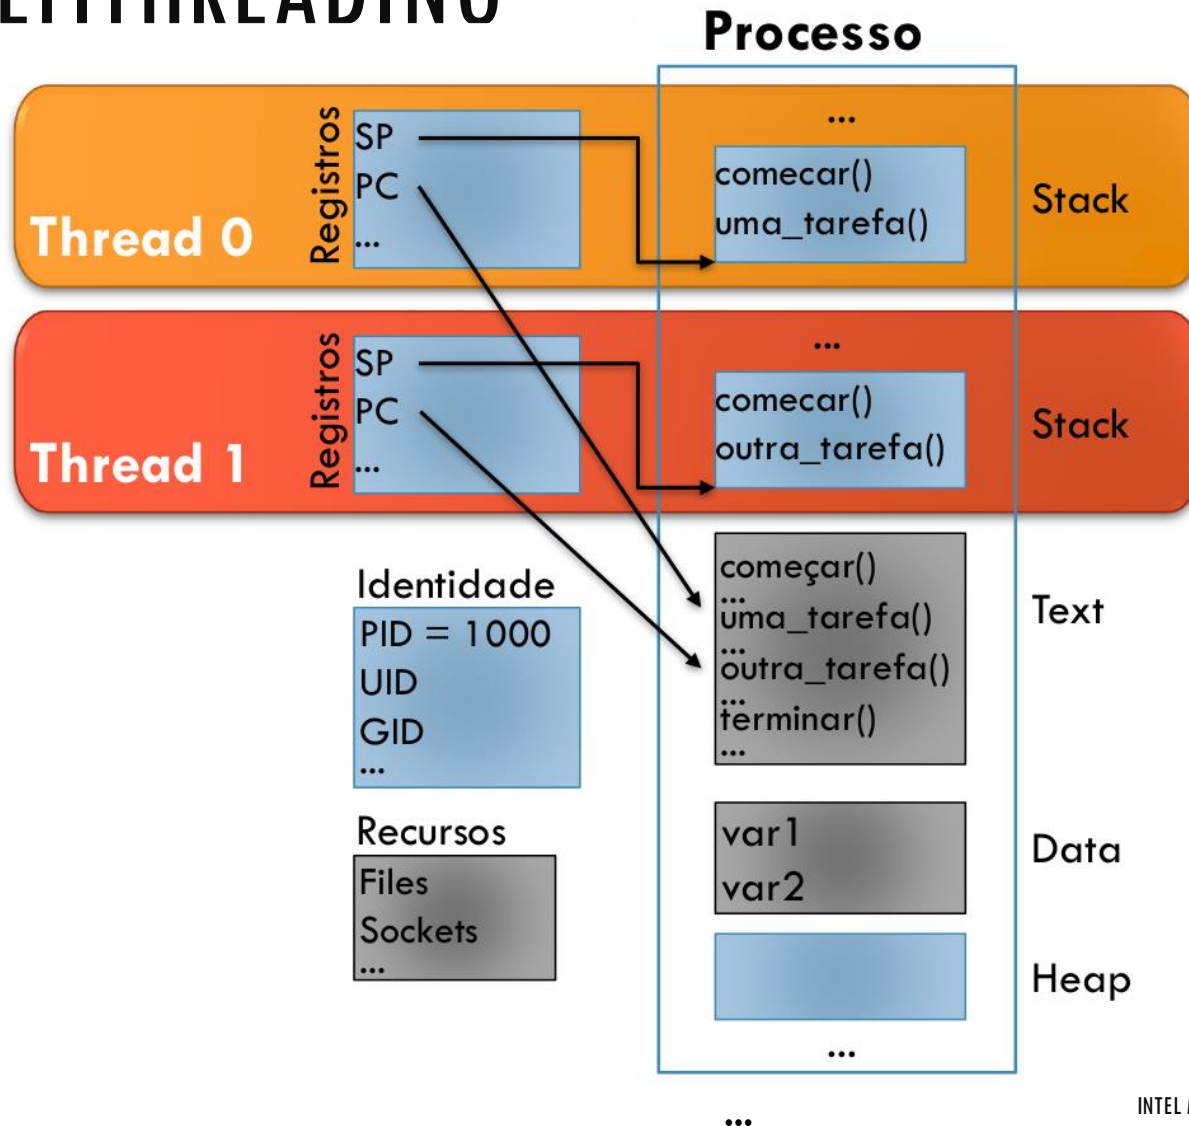 Processo
Thread 0
Registros
SP
PC
...
...
comecar()
uma_tarefa()
Stack
Thread 1
Registros
SP
PC
...
...
comecar()
outra_tarefa()
Stack
Identidade
PID = 1000
UID
GID
...
Recursos
Files
Sockets
...
começar()
...
uma_tarefa()
...
outra_tarefa()
...
terminar()
...
Text
var1
var2
Data
Heap
...
...
INTEL